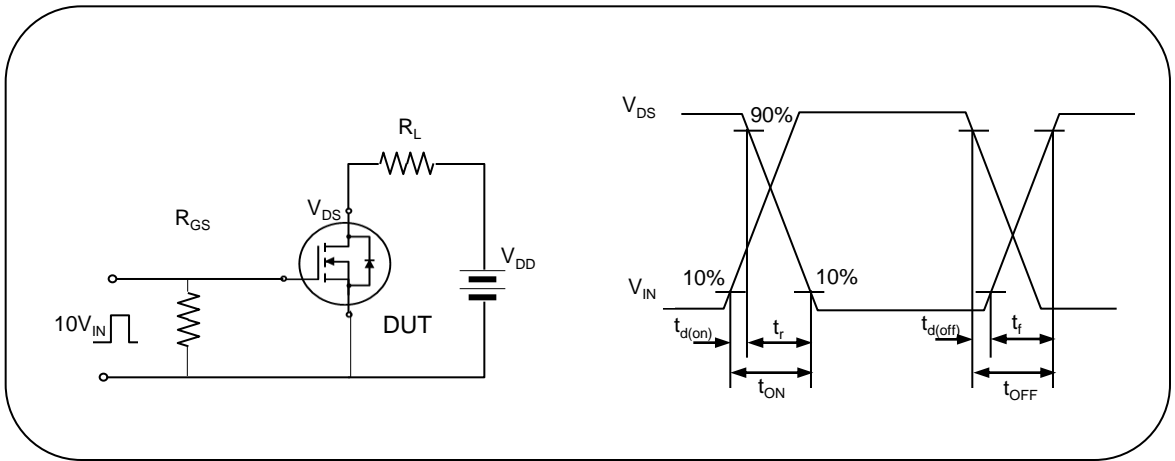 R_L
V_DS
R_GS
V_DD
10V_IN
DUT
V_DS
90%
V_IN
10%
10%
t_d(on)
t_r
t_d(off)
t_f
t_ON
t_OFF